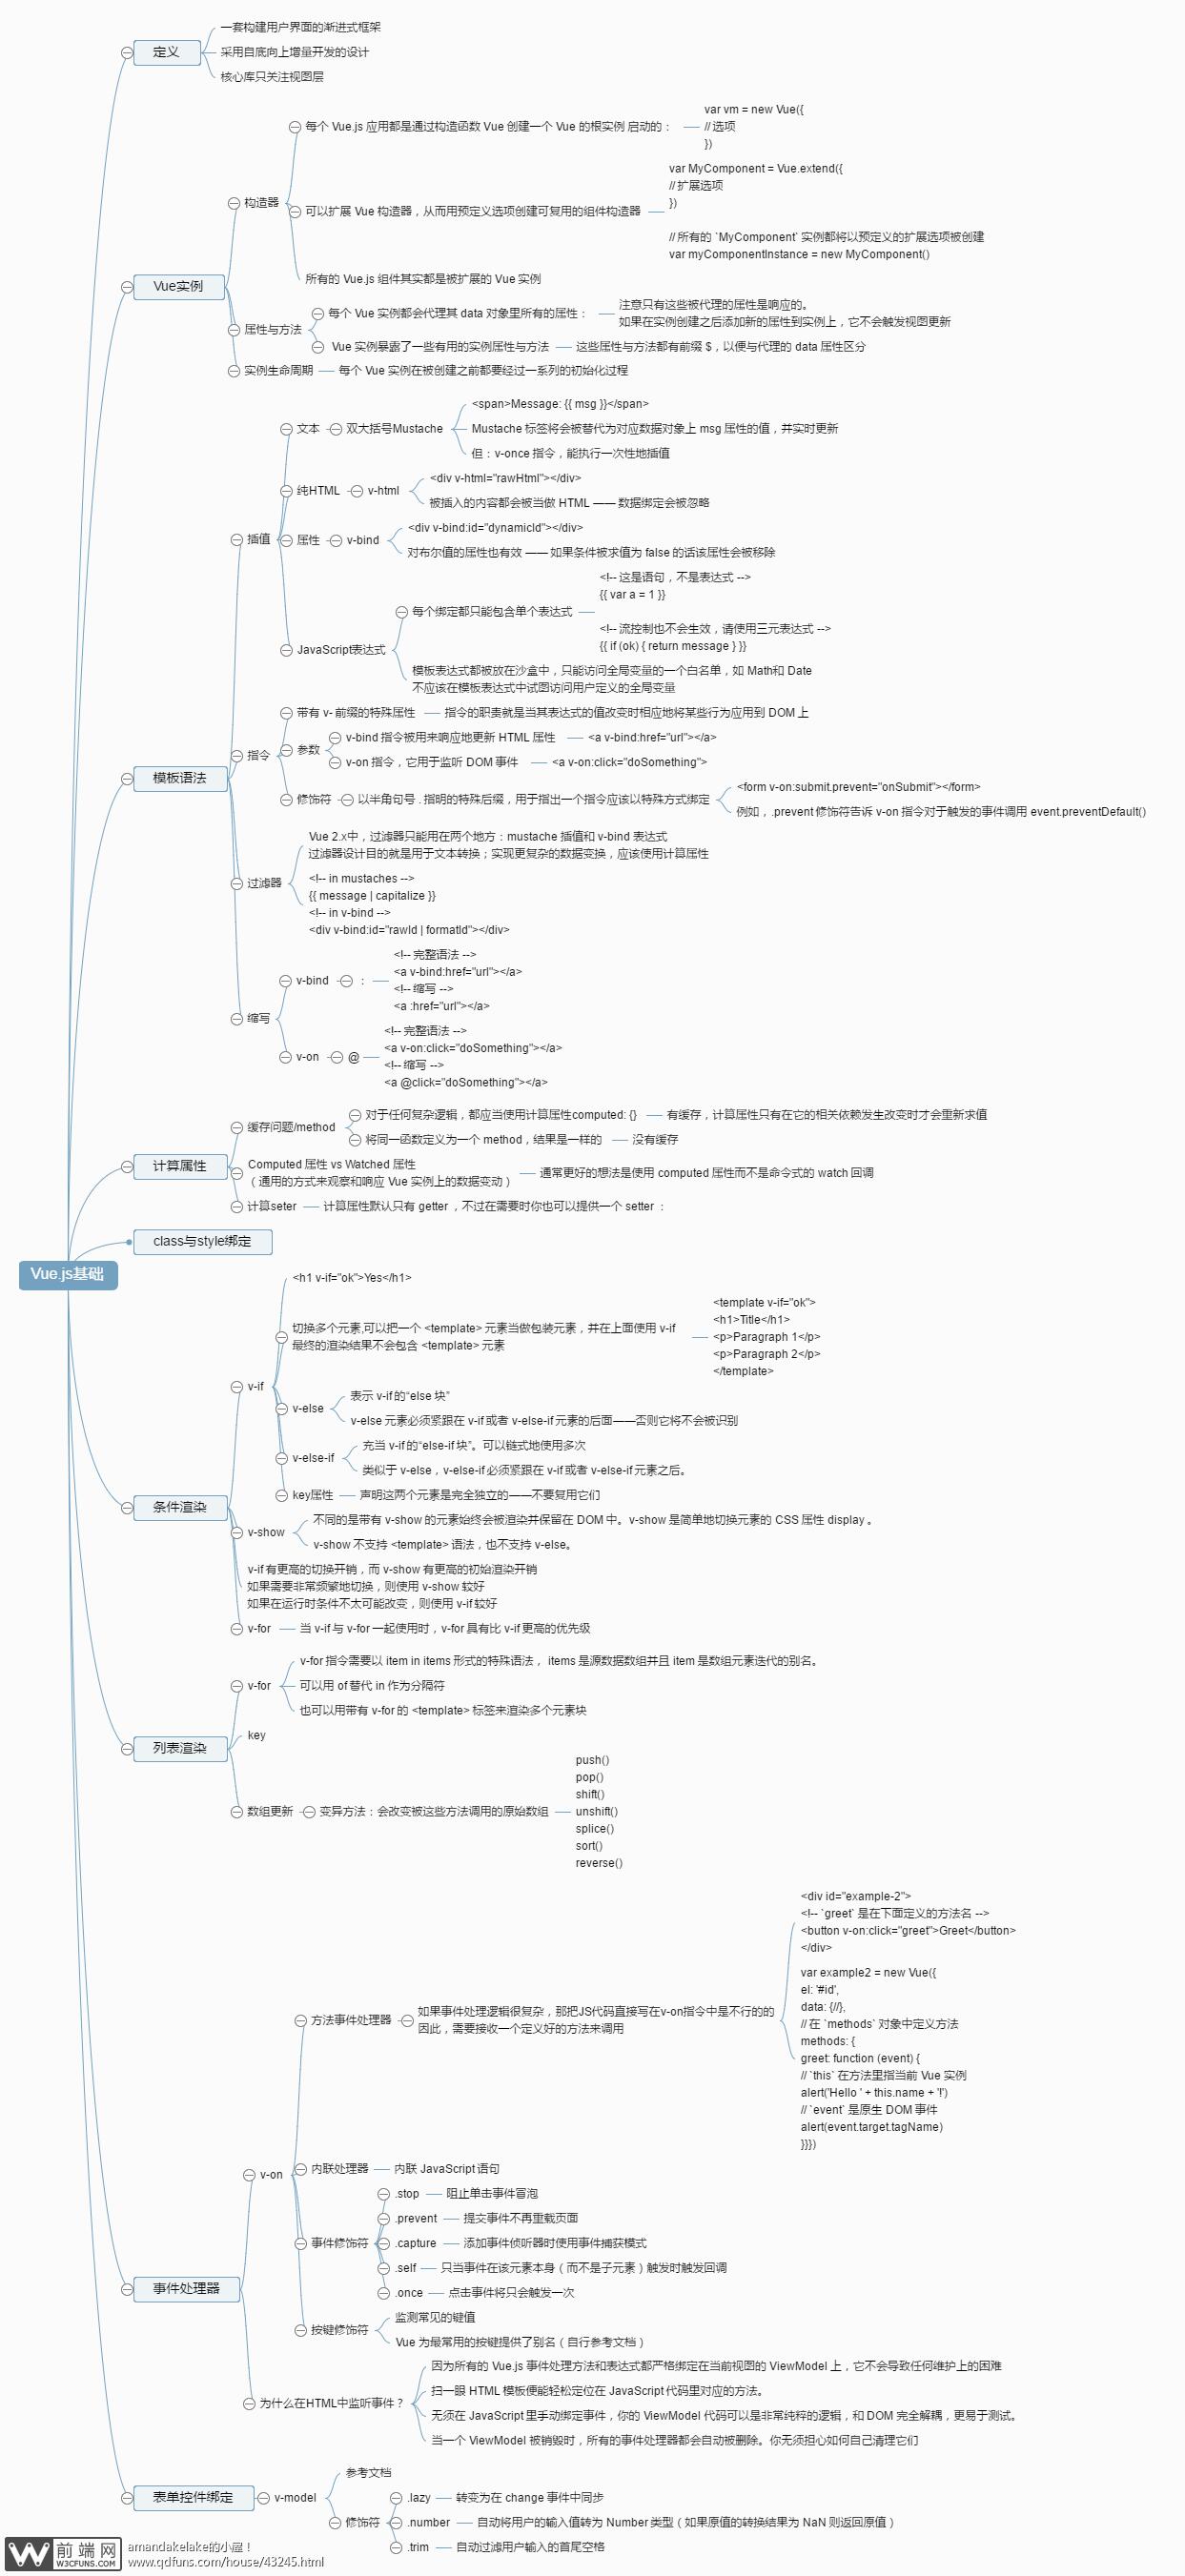 定义
一套构建用户界面的渐进式框架
采用自底向上增量开发的设计
核心库只关注视图层
Vue实例
构造器
每个 Vue.js 应用都是通过构造函数 Vue 创建一个 Vue 的根实例 启动的：
var vm = new Vue({
// 选项
})
可以扩展 Vue 构造器，从而用预定义选项创建可复用的组件构造器
var MyComponent = Vue.extend({
// 扩展选项
})
// 所有的 `MyComponent` 实例都将以预定义的扩展选项被创建
var myComponentInstance = new MyComponent()
所有的 Vue.js 组件其实都是被扩展的 Vue 实例
属性与方法
每个 Vue 实例都会代理其 data 对象里所有的属性：
注意只有这些被代理的属性是响应的。
如果在实例创建之后添加新的属性到实例上，它不会触发视图更新
Vue 实例暴露了一些有用的实例属性与方法
这些属性与方法都有前缀 $，以便与代理的 data 属性区分
实例生命周期
每个 Vue 实例在被创建之前都要经过一系列的初始化过程
模板语法
插值
文本
双大括号Mustache
<span>Message: {{ msg }}</span>
Mustache 标签将会被替代为对应数据对象上 msg 属性的值，并实时更新
但：v-once 指令，能执行一次性地插值
纯HTML
v-html
<div v-html="rawHtml"></div>
被插入的内容都会被当做 HTML —— 数据绑定会被忽略
属性
v-bind
<div v-bind:id="dynamicId"></div>
对布尔值的属性也有效 —— 如果条件被求值为 false 的话该属性会被移除
JavaScript表达式
每个绑定都只能包含单个表达式
<!-- 这是语句，不是表达式 -->
{{ var a = 1 }}
<!-- 流控制也不会生效，请使用三元表达式 -->
{{ if (ok) { return message } }}
模板表达式都被放在沙盒中，只能访问全局变量的一个白名单，如 Math和 Date
不应该在模板表达式中试图访问用户定义的全局变量
指令
带有 v- 前缀的特殊属性
指令的职责就是当其表达式的值改变时相应地将某些行为应用到 DOM 上
参数
v-bind 指令被用来响应地更新 HTML 属性
<a v-bind:href="url"></a>
v-on 指令，它用于监听 DOM 事件
<a v-on:click="doSomething">
修饰符
以半角句号 . 指明的特殊后缀，用于指出一个指令应该以特殊方式绑定
<form v-on:submit.prevent="onSubmit"></form>
例如，.prevent 修饰符告诉 v-on 指令对于触发的事件调用 event.preventDefault()
过滤器
Vue 2.x中，过滤器只能用在两个地方：mustache 插值和 v-bind 表达式
过滤器设计目的就是用于文本转换；实现更复杂的数据变换，应该使用计算属性
<!-- in mustaches -->
{{ message | capitalize }}
<!-- in v-bind -->
<div v-bind:id="rawId | formatId"></div>
缩写
v-bind
：
<!-- 完整语法 -->
<a v-bind:href="url"></a>
<!-- 缩写 -->
<a :href="url"></a>
v-on
@
<!-- 完整语法 -->
<a v-on:click="doSomething"></a>
<!-- 缩写 -->
<a @click="doSomething"></a>
计算属性
缓存问题/method
对于任何复杂逻辑，都应当使用计算属性computed: {}
有缓存，计算属性只有在它的相关依赖发生改变时才会重新求值
将同一函数定义为一个 method，结果是一样的
没有缓存
Computed 属性 vs Watched 属性
（通用的方式来观察和响应 Vue 实例上的数据变动）
通常更好的想法是使用 computed 属性而不是命令式的 watch 回调
计算seter
计算属性默认只有 getter ，不过在需要时你也可以提供一个 setter ：
class与style绑定
Vue.js基础
条件渲染
v-if
<h1 v-if="ok">Yes</h1>
切换多个元素,可以把一个 <template> 元素当做包装元素，并在上面使用 v-if
最终的渲染结果不会包含 <template> 元素
<template v-if="ok">
<h1>Title</h1>
<p>Paragraph 1</p>
<p>Paragraph 2</p>
</template>
v-else
表示 v-if 的“else 块”
v-else 元素必须紧跟在 v-if 或者 v-else-if 元素的后面——否则它将不会被识别
v-else-if
充当 v-if 的“else-if 块”。可以链式地使用多次
类似于 v-else，v-else-if 必须紧跟在 v-if 或者 v-else-if 元素之后。
key属性
声明这两个元素是完全独立的——不要复用它们
v-show
不同的是带有 v-show 的元素始终会被渲染并保留在 DOM 中。v-show 是简单地切换元素的 CSS 属性 display 。
v-show 不支持 <template> 语法，也不支持 v-else。
v-if 有更高的切换开销，而 v-show 有更高的初始渲染开销
如果需要非常频繁地切换，则使用 v-show 较好
如果在运行时条件不太可能改变，则使用 v-if 较好
v-for
当 v-if 与 v-for 一起使用时，v-for 具有比 v-if 更高的优先级
列表渲染
v-for
v-for 指令需要以 item in items 形式的特殊语法， items 是源数据数组并且 item 是数组元素迭代的别名。
可以用 of 替代 in 作为分隔符
也可以用带有 v-for 的 <template> 标签来渲染多个元素块
key
数组更新
变异方法：会改变被这些方法调用的原始数组
push()
pop()
shift()
unshift()
splice()
sort()
reverse()
事件处理器
v-on
方法事件处理器
如果事件处理逻辑很复杂，那把JS代码直接写在v-on指令中是不行的的
因此，需要接收一个定义好的方法来调用
<div id="example-2">
<!-- `greet` 是在下面定义的方法名 -->
<button v-on:click="greet">Greet</button>
</div>
var example2 = new Vue({
el: '#id',
data: {//},
// 在 `methods` 对象中定义方法
methods: {
greet: function (event) {
// `this` 在方法里指当前 Vue 实例
alert('Hello ' + this.name + '!')
// `event` 是原生 DOM 事件
alert(event.target.tagName)
}}})
内联处理器
内联 JavaScript 语句
事件修饰符
.stop
阻止单击事件冒泡
.prevent
提交事件不再重载页面
.capture
添加事件侦听器时使用事件捕获模式
.self
只当事件在该元素本身（而不是子元素）触发时触发回调
.once
点击事件将只会触发一次
按键修饰符
监测常见的键值
Vue 为最常用的按键提供了别名（自行参考文档）
为什么在HTML中监听事件？
因为所有的 Vue.js 事件处理方法和表达式都严格绑定在当前视图的 ViewModel 上，它不会导致任何维护上的困难
扫一眼 HTML 模板便能轻松定位在 JavaScript 代码里对应的方法。
无须在 JavaScript 里手动绑定事件，你的 ViewModel 代码可以是非常纯粹的逻辑，和 DOM 完全解耦，更易于测试。
当一个 ViewModel 被销毁时，所有的事件处理器都会自动被删除。你无须担心如何自己清理它们
表单控件绑定
v-model
参考文档
修饰符
.lazy
转变为在 change 事件中同步
.number
自动将用户的输入值转为 Number 类型（如果原值的转换结果为 NaN 则返回原值）
.trim
自动过滤用户输入的首尾空格
前端网
W3CFUNS.COM
amandakelake的小屋！
www.qdfuns.com/house/43245.html